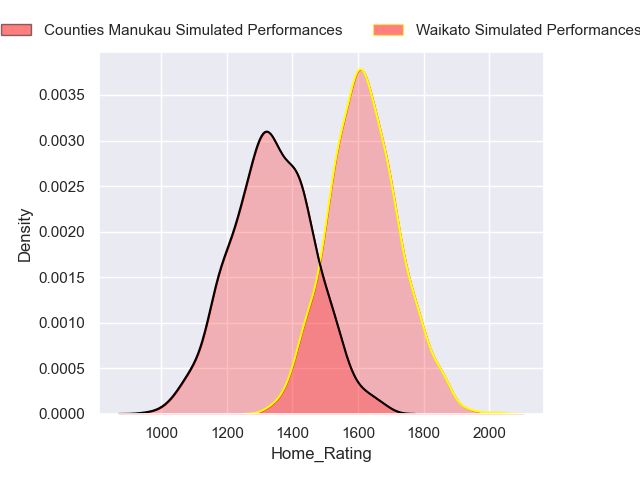 Counties Manukau Simulated Performances Waikato Simulated Performances
0.0035
0.0030
0.0025
0.0020
0.0015
0.0010
0.0005
0.0000
Density
1000 1200 1400 1600 1800 2000
Home_Rating